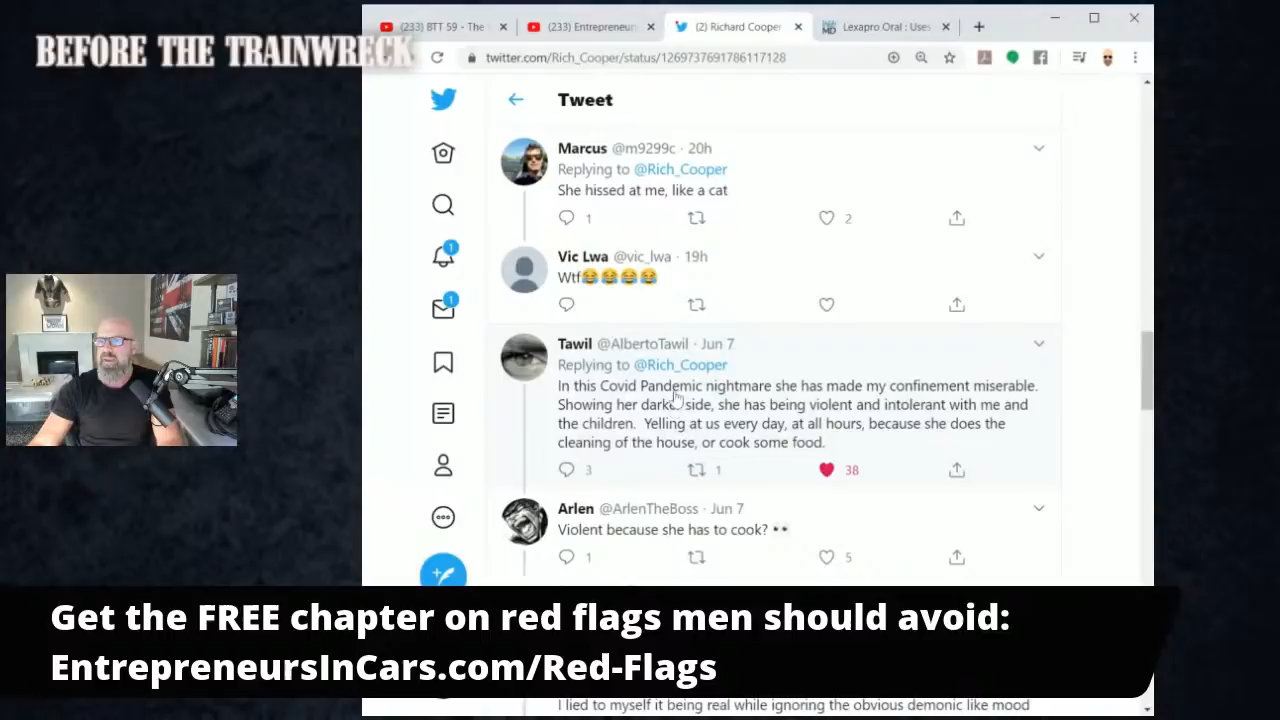 BEFORE THE TRAINWRECK
(233) BTT 59 - The
(233) Entrepreneur
(2) Richard Cooper
Lexapro Oral : Uses
twitter.com/Rich_Cooper/status/1269737691786117128
Tweet
Marcus @m9299c · 20h
Replying to @Rich_Cooper
She hissed at me, like a cat
1 2
Vic Lwa @vic_lwa · 19h
Wtf😂😂😂😂
1
1
Tawil @AlbertoTawil · Jun 7
Replying to @Rich_Cooper
In this Covid Pandemic nightmare she has made my confinement miserable.
Showing her darker side, she has being violent and intolerant with me and
the children. Yelling at us every day, at all hours, because she does the
cleaning of the house, or cook some food.
3 1 38
Arlen @ArlenTheBoss · Jun 7
Violent because she has to cook? 👀
1 5
Get the FREE chapter on red flags men should avoid:
EntrepreneursInCars.com/Red-Flags
I lied to myself it being real while ignoring the obvious demonic like mood